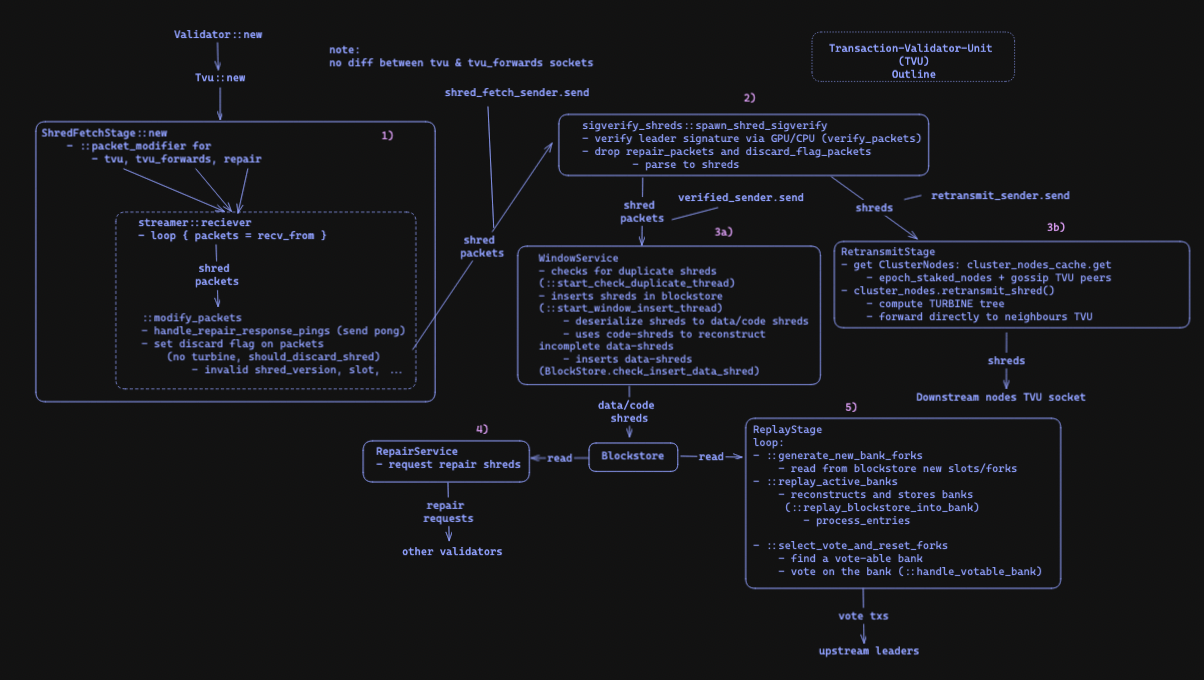 Validator::new
Tvu::new
note:
no diff between tvu & tvu_forwards sockets
Transaction-Validator-Unit
(TVU)
Outline
shred_fetch_sender.send
1)
ShredFetchStage::new
- ::packet_modifier for
- tvu, tvu_forwards, repair
streamer::reciever
- loop { packets = recv_from }
shred
packets
::modify_packets
- handle_repair_response_pings (send pong)
- set discard flag on packets
(no turbine, should_discard_shred)
- invalid shred_version, slot, ...
shred
packets
2)
sigverify_shreds::spawn_shred_sigverify
- verify leader signature via GPU/CPU (verify_packets)
- drop repair_packets and discard_flag_packets
- parse to shreds
shred
packets
verified_sender.send
shreds
retransmit_sender.send
3a)
WindowService
- checks for duplicate shreds
(::start_check_duplicate_thread)
- inserts shreds in blockstore
(::start_window_insert_thread)
- deserialize shreds to data/code shreds
- uses code-shreds to reconstruct
incomplete data-shreds
- inserts data-shreds
(BlockStore.check_insert_data_shred)
3b)
RetransmitStage
- get ClusterNodes: cluster_nodes_cache.get
- epoch_staked_nodes + gossip TVU peers
- cluster_nodes.retransmit_shred()
- compute TURBINE tree
- forward directly to neighbours TVU
shreds
Downstream nodes TVU socket
data/code
shreds
Blockstore
read
read
4)
RepairService
- request repair shreds
repair
requests
other validators
5)
ReplayStage
loop:
- ::generate_new_bank_forks
- read from blockstore new slots/forks
- ::replay_active_banks
- reconstructs and stores banks
(::replay_blockstore_into_bank)
- process_entries
- ::select_vote_and_reset_forks
- find a vote-able bank
- vote on the bank (::handle_votable_bank)
vote txs
upstream leaders